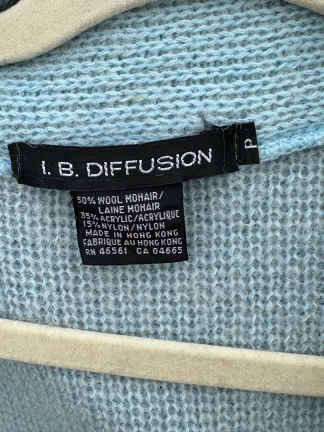 I. B. DIFFUSION
P
50% WOOL MOHAIR/
LAINE MOHAIR
35% ACRYLIC/ACRYLIQUE
15% NYLON/NYLON
MADE IN HONG KONG
FABRIQUE AU HONG KONG
RN 46561 CA 04665